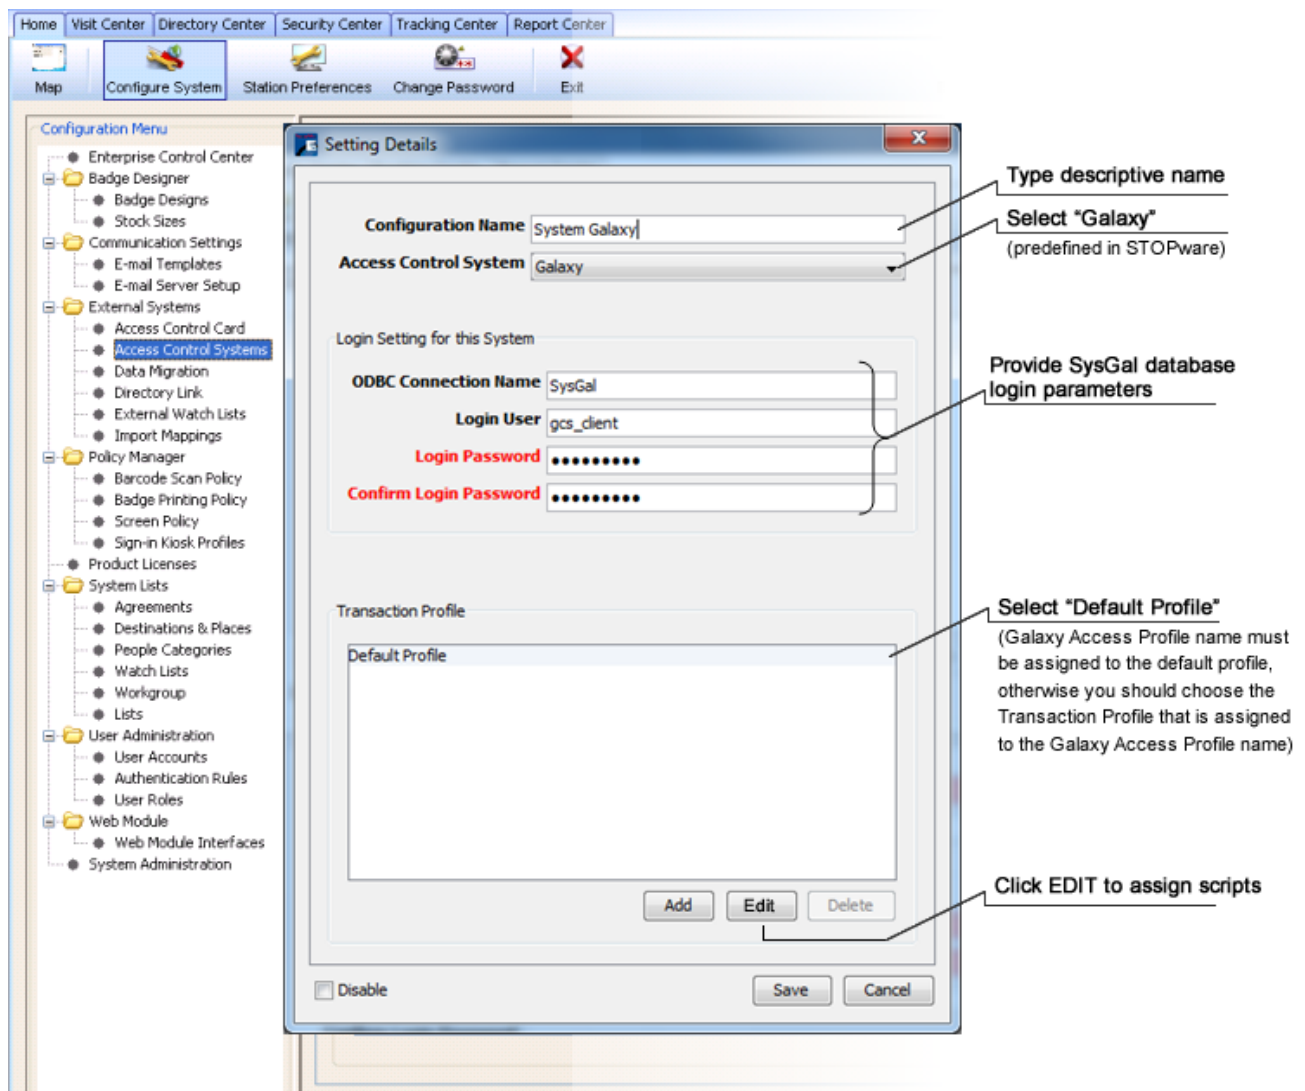 Home Visit Center Directory Center Security Center Tracking Center Report Center
Map Configure System Station Preferences Change Password Exit
Configuration Menu
Enterprise Control Center
Badge Designer
Badge Designs
Stock Sizes
Communication Settings
E-mail Templates
E-mail Server Setup
External Systems
Access Control Card
Access Control Systems
Data Migration
Directory Link
External Watch Lists
Import Mappings
Policy Manager
Barcode Scan Policy
Badge Printing Policy
Screen Policy
Sign-in Kiosk Profiles
Product Licenses
System Lists
Agreements
Destinations & Places
People Categories
Watch Lists
Workgroup
Lists
User Administration
User Accounts
Authentication Rules
User Roles
Web Module
Web Module Interfaces
System Administration
Setting Details
Configuration Name System Galaxy
Access Control System Galaxy
Login Setting for this System
ODBC Connection Name SysGal
Login User gcs_client
Login Password •••••••••
Confirm Login Password •••••••••
Transaction Profile
Default Profile
Add Edit Delete
Disable Save Cancel
Type descriptive name
Select “Galaxy”
(predefined in STOPware)
Provide SysGal database
login parameters
Select “Default Profile”
(Galaxy Access Profile name must
be assigned to the default profile,
otherwise you should choose the
Transaction Profile that is assigned
to the Galaxy Access Profile name)
Click EDIT to assign scripts